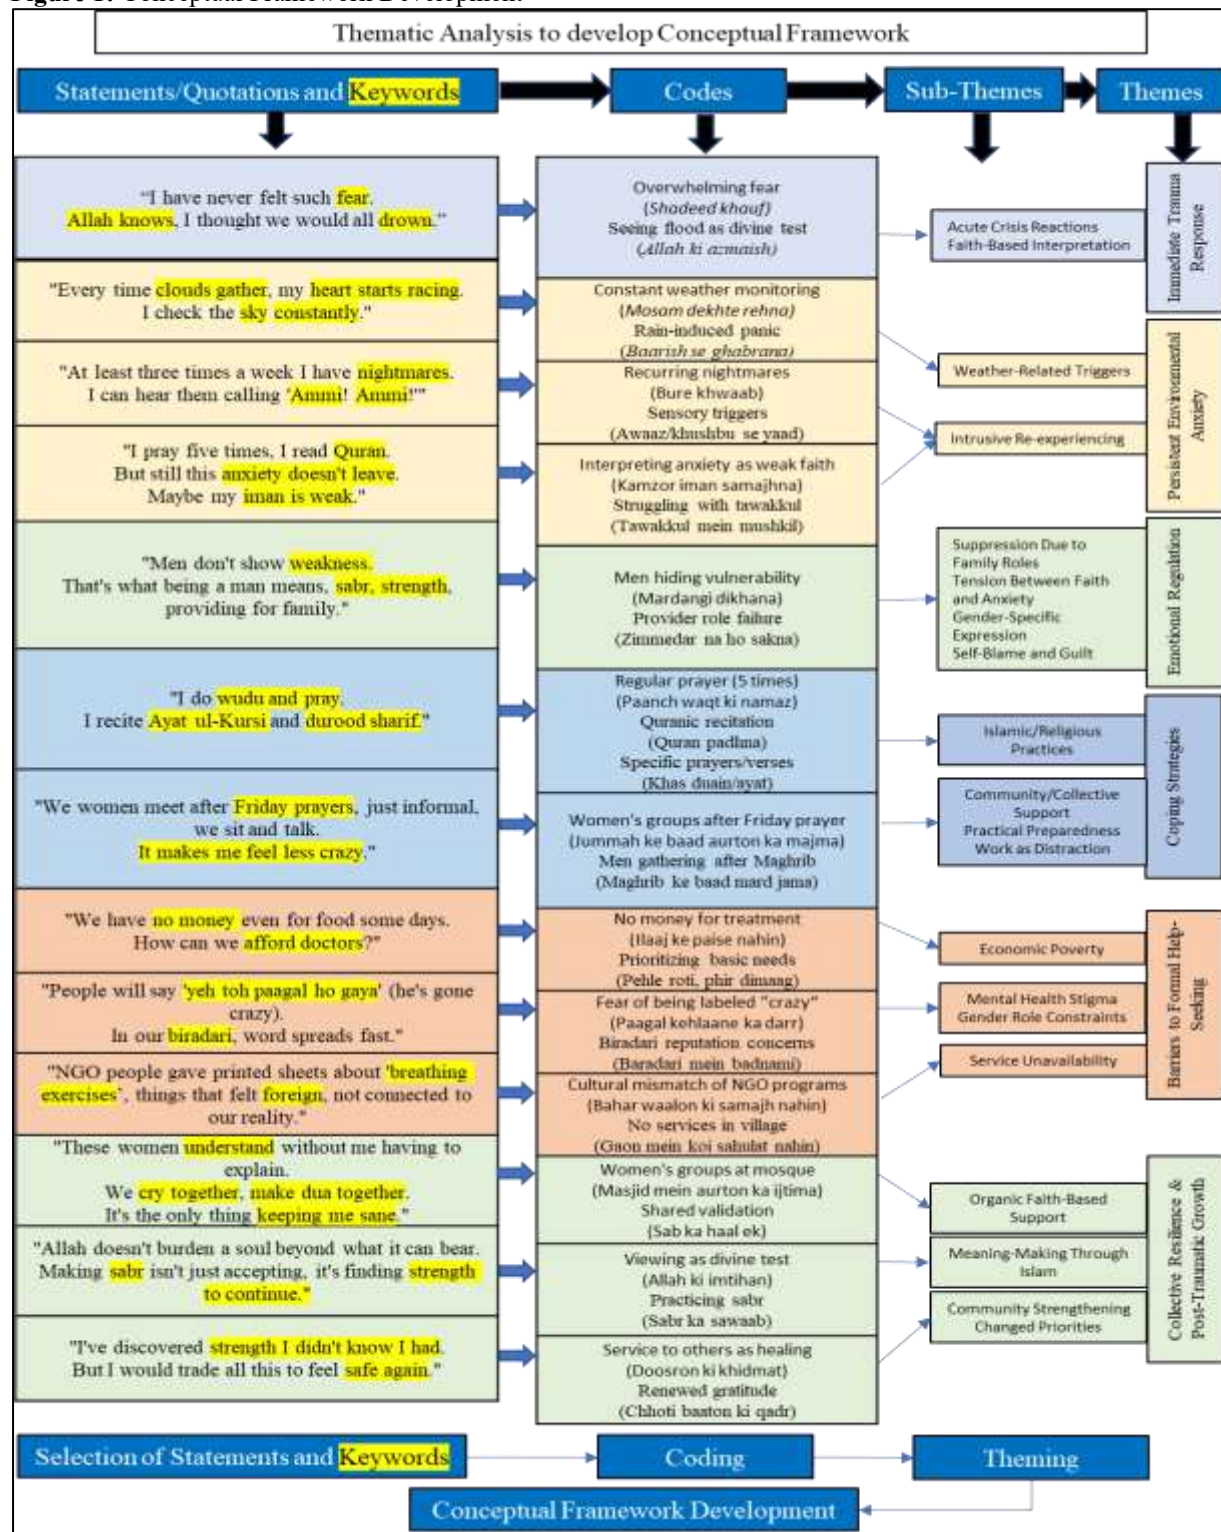 Figure 1: Conceptual Framework Development
Thematic Analysis to develop Conceptual Framework
Statements/Quotations and Keywords
Codes
Sub-Themes
Themes
"I have never felt such fear.
Allah knows, I thought we would all drown."
Overwhelming fear
(Shadeed khauf)
Seeing flood as divine test
(Allah ki azmaish)
Acute Crisis Reactions
Faith-Based Interpretation
Immediate Trauma
Response
"Every time clouds gather, my heart starts racing.
I check the sky constantly."
Constant weather monitoring
(Mosam dekhte rehna)
Rain-induced panic
(Baarish se ghabrana)
Weather-Related Triggers
"At least three times a week I have nightmares.
I can hear them calling 'Ammi! Ammi!'"
Recurring nightmares
(Bure khwaab)
Sensory triggers
(Awaaz/khushbu se yaad)
Intrusive Re-experiencing
Persistent Environmental
Anxiety
"I pray five times, I read Quran.
But still this anxiety doesn't leave.
Maybe my iman is weak."
Interpreting anxiety as weak faith
(Kamzor iman samajhna)
Struggling with tawakkul
(Tawakkul mein mushkil)
"Men don't show weakness.
That's what being a man means, sabr, strength,
providing for family."
Men hiding vulnerability
(Mardangi dikhana)
Provider role failure
(Zimmedar na ho sakna)
Suppression Due to
Family Roles
Tension Between Faith
and Anxiety
Gender-Specific
Expression
Self-Blame and Guilt
Emotional Regulation
"I do wudu and pray.
I recite Ayat ul-Kursi and durood sharif."
Regular prayer (5 times)
(Paanch waqt ki namaz)
Quranic recitation
(Quran padhna)
Specific prayers/verses
(Khas duain/ayat)
Islamic/Religious
Practices
"We women meet after Friday prayers, just informal,
we sit and talk.
It makes me feel less crazy."
Women's groups after Friday prayer
(Jummah ke baad aurton ka majma)
Men gathering after Maghrib
(Maghrib ke baad mard jama)
Community/Collective
Support
Practical Preparedness
Work as Distraction
Coping Strategies
"We have no money even for food some days.
How can we afford doctors?"
No money for treatment
(Ilaaj ke paise nahin)
Prioritizing basic needs
(Pehle roti, phir dimaag)
Economic Poverty
"People will say 'yeh toh paagal ho gaya' (he's gone
crazy).
In our biradari, word spreads fast."
Fear of being labeled "crazy"
(Paagal kehlaane ka darr)
Biradari reputation concerns
(Baradari mein badnami)
Mental Health Stigma
Gender Role Constraints
"NGO people gave printed sheets about 'breathing
exercises', things that felt foreign, not connected to
our reality."
Cultural mismatch of NGO programs
(Bahar waalon ki samajh nahin)
No services in village
(Gaon mein koi sahulat nahin)
Service Unavailability
Barriers to Formal Help-
Seeking
"These women understand without me having to
explain.
We cry together, make dua together.
It's the only thing keeping me sane."
Women's groups at mosque
(Masjid mein aurton ka ijtima)
Shared validation
(Sab ka haal ek)
Organic Faith-Based
Support
"Allah doesn't burden a soul beyond what it can bear.
Making sabr isn't just accepting, it's finding strength
to continue."
Viewing as divine test
(Allah ki imtihan)
Practicing sabr
(Sabr ka sawaab)
Meaning-Making Through
Islam
"I've discovered strength I didn't know I had.
But I would trade all this to feel safe again."
Service to others as healing
(Doosron ki khidmat)
Renewed gratitude
(Chhoti baaton ki qadr)
Community Strengthening
Changed Priorities
Collective Resilience &
Post-Traumatic Growth
Selection of Statements and Keywords
Coding
Theming
Conceptual Framework Development